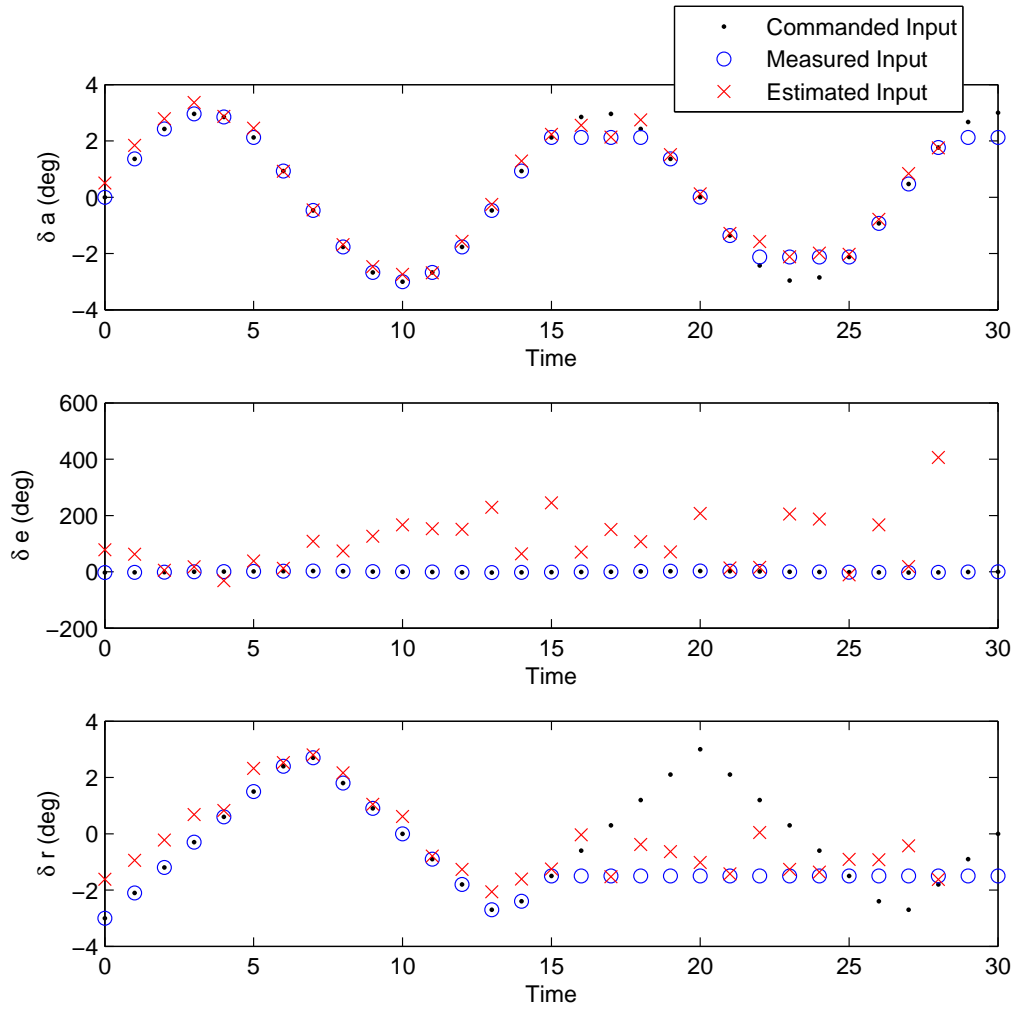 Commanded Input
Measured Input
Estimated Input
4
2
0
−2
−4
δ a (deg)
0 5 10 15 20 25 30
Time
600
400
200
0
−200
δ e (deg)
0 5 10 15 20 25 30
Time
4
2
0
−2
−4
δ r (deg)
0 5 10 15 20 25 30
Time